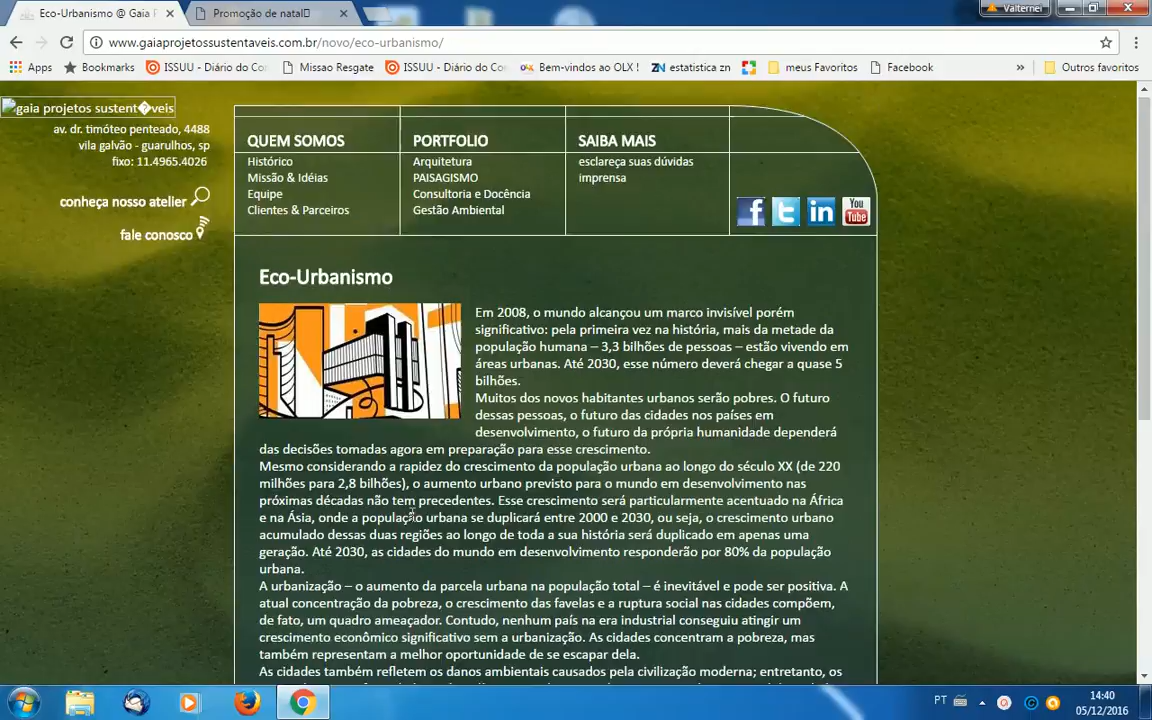 Eco-Urbanismo @ Gaia P
Promoção de natal
Valternei
www.gaiaprojetossustentaveis.com.br/novo/eco-urbanismo/
Apps Bookmarks ISSUU - Diário do Co Missao Resgate ISSUU - Diário do Co Bem-vindos ao OLX ! estatistica zn meus Favoritos Facebook » Outros favoritos
gaia projetos sustent�veis
av. dr. timóteo penteado, 4488
vila galvão - guarulhos, sp
fixo: 11.4965.4026
conheça nosso atelier
fale conosco
QUEM SOMOS
Histórico
Missão & Idéias
Equipe
Clientes & Parceiros
PORTFOLIO
Arquitetura
PAISAGISMO
Consultoria e Docência
Gestão Ambiental
SAIBA MAIS
esclareça suas dúvidas
imprensa
f t in You Tube
Eco-Urbanismo
Em 2008, o mundo alcançou um marco invisível porém
significativo: pela primeira vez na história, mais da metade da
população humana – 3,3 bilhões de pessoas – estão vivendo em
áreas urbanas. Até 2030, esse número deverá chegar a quase 5
bilhões.
Muitos dos novos habitantes urbanos serão pobres. O futuro
dessas pessoas, o futuro das cidades nos países em
desenvolvimento, o futuro da própria humanidade dependerá
das decisões tomadas agora em preparação para esse crescimento.
Mesmo considerando a rapidez do crescimento da população urbana ao longo do século XX (de 220
milhões para 2,8 bilhões), o aumento urbano previsto para o mundo em desenvolvimento nas
próximas décadas não tem precedentes. Esse crescimento será particularmente acentuado na África
e na Ásia, onde a população urbana se duplicará entre 2000 e 2030, ou seja, o crescimento urbano
acumulado dessas duas regiões ao longo de toda a sua história será duplicado em apenas uma
geração. Até 2030, as cidades do mundo em desenvolvimento responderão por 80% da população
urbana.
A urbanização – o aumento da parcela urbana na população total – é inevitável e pode ser positiva. A
atual concentração da pobreza, o crescimento das favelas e a ruptura social nas cidades compõem,
de fato, um quadro ameaçador. Contudo, nenhum país na era industrial conseguiu atingir um
crescimento econômico significativo sem a urbanização. As cidades concentram a pobreza, mas
também representam a melhor oportunidade de se escapar dela.
As cidades também refletem os danos ambientais causados pela civilização moderna; entretanto, os
PT
14:40
05/12/2016